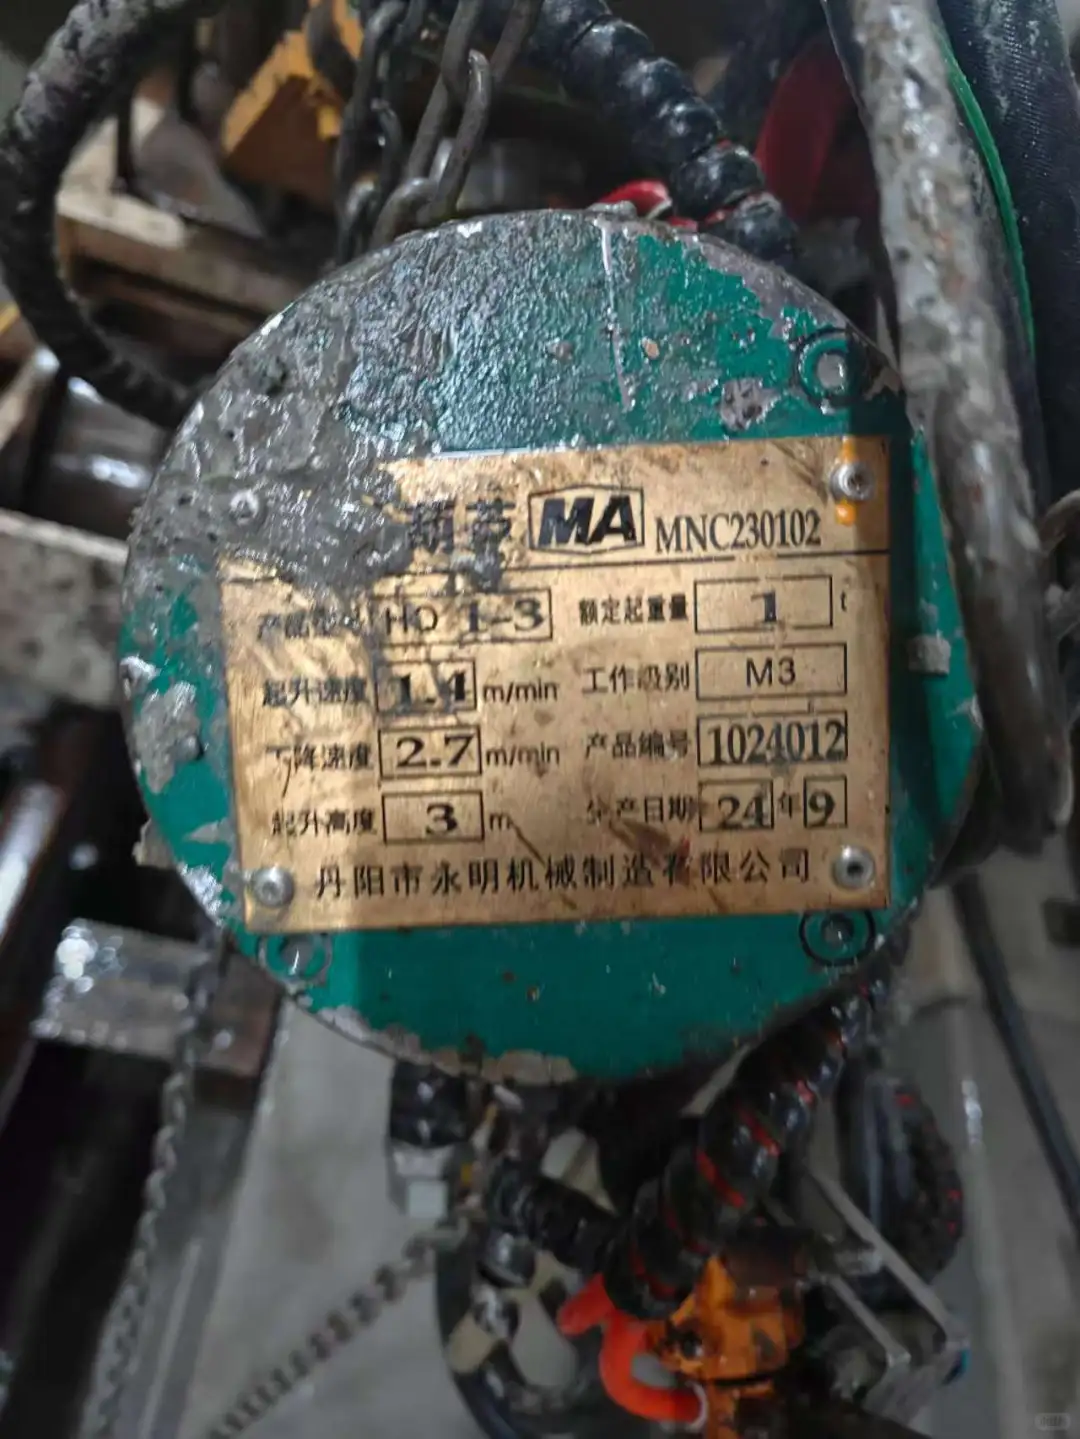 葫芦 MA MNC230102
产品型号 HO 1-3 额定起重量 1 t
起升速度 1.4 m/min 工作级别 M3
下降速度 2.7 m/min 产品编号 1024012
起升高度 3 m 生产日期 24 年 9
丹阳市永明机械制造有限公司